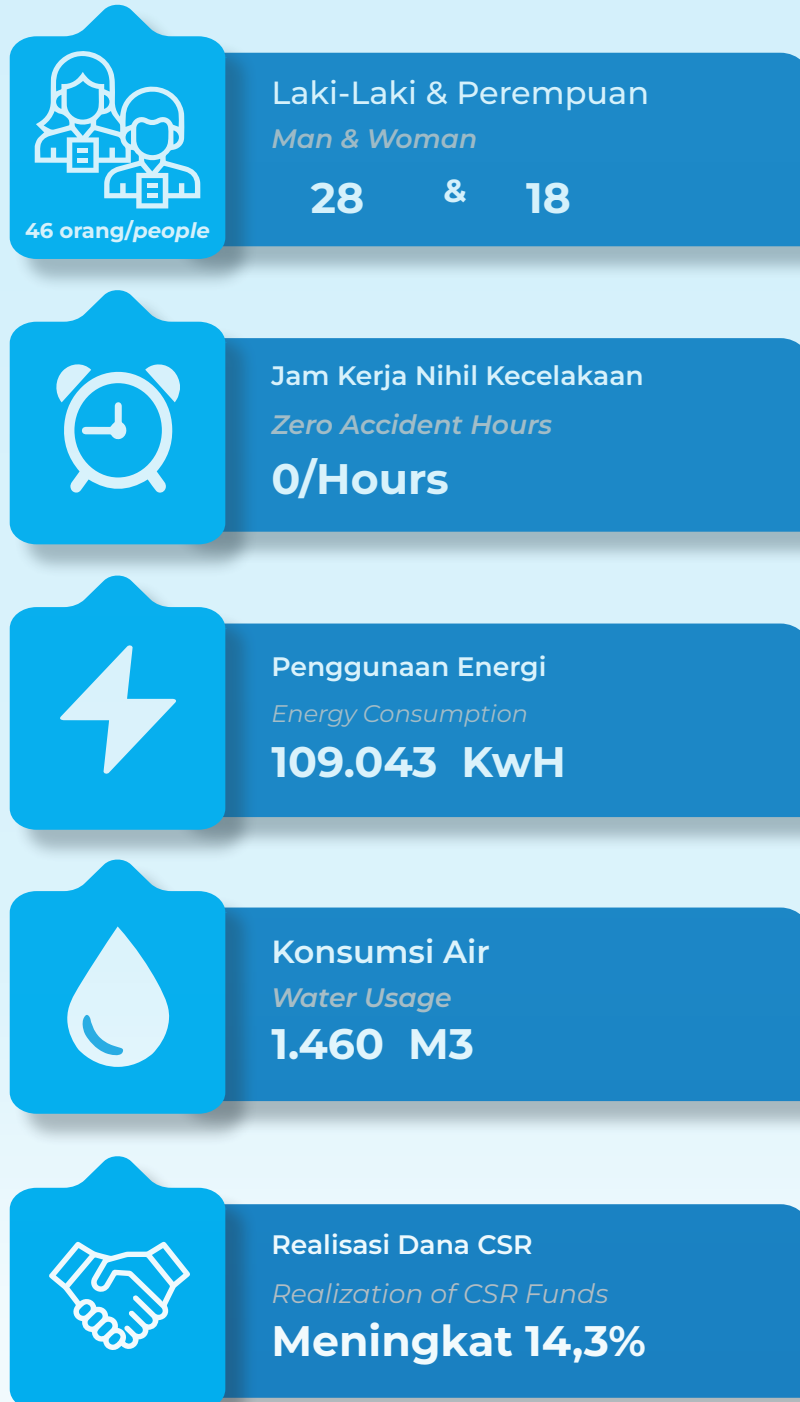 46 orang/people
Laki-Laki & Perempuan
Man & Woman
28 & 18
Jam Kerja Nihil Kecelakaan
Zero Accident Hours
0/Hours
Penggunaan Energi
Energy Consumption
109.043 KwH
Konsumsi Air
Water Usage
1.460 M3
Realisasi Dana CSR
Realization of CSR Funds
Meningkat 14,3%